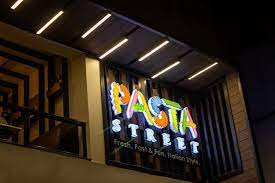 PASTA
STREET
Fresh, Fast & Fun, Italian Style.